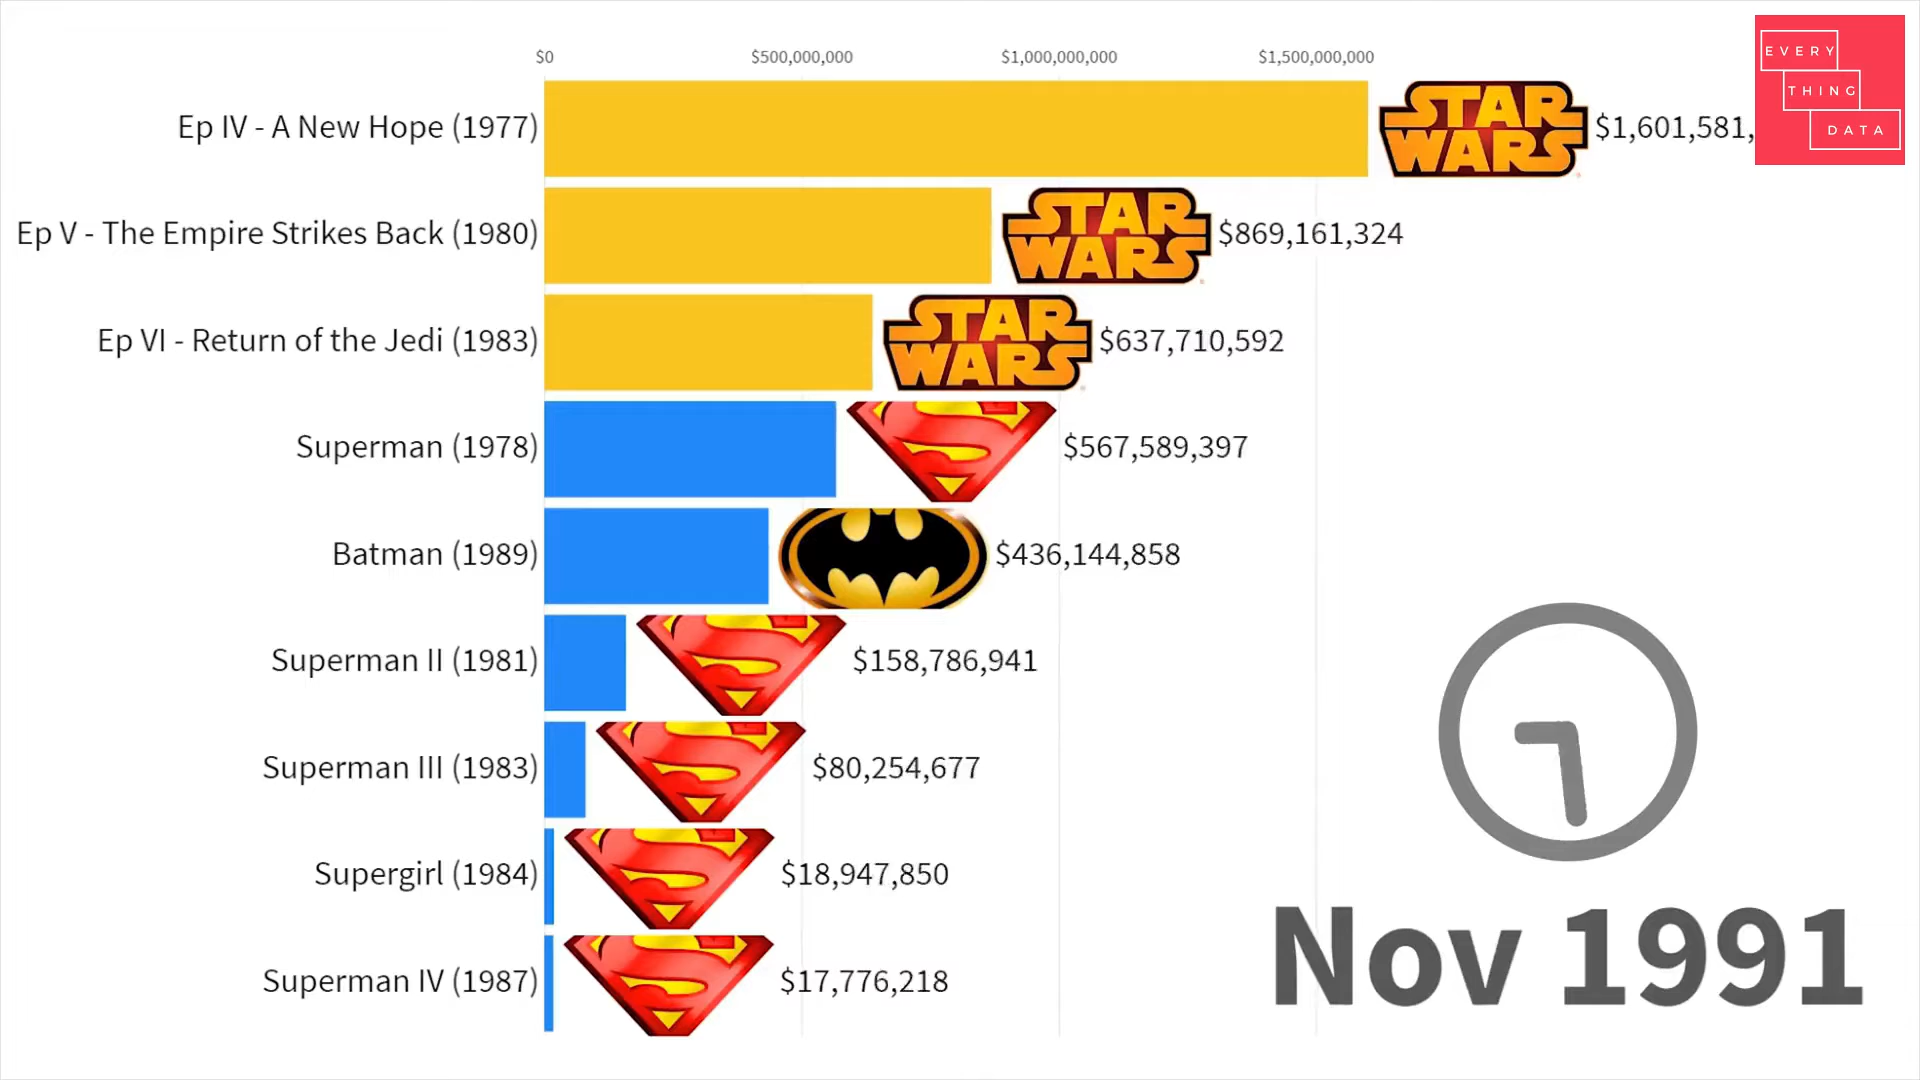 $0 $500,000,000 $1,000,000,000 $1,500,000,000
EVERY
THING
DATA
Ep IV - A New Hope (1977) STAR WARS $1,601,581,
Ep V - The Empire Strikes Back (1980) STAR WARS $869,161,324
Ep VI - Return of the Jedi (1983) STAR WARS $637,710,592
Superman (1978) $567,589,397
Batman (1989) $436,144,858
Superman II (1981) $158,786,941
Superman III (1983) $80,254,677
Supergirl (1984) $18,947,850
Superman IV (1987) $17,776,218
Nov 1991